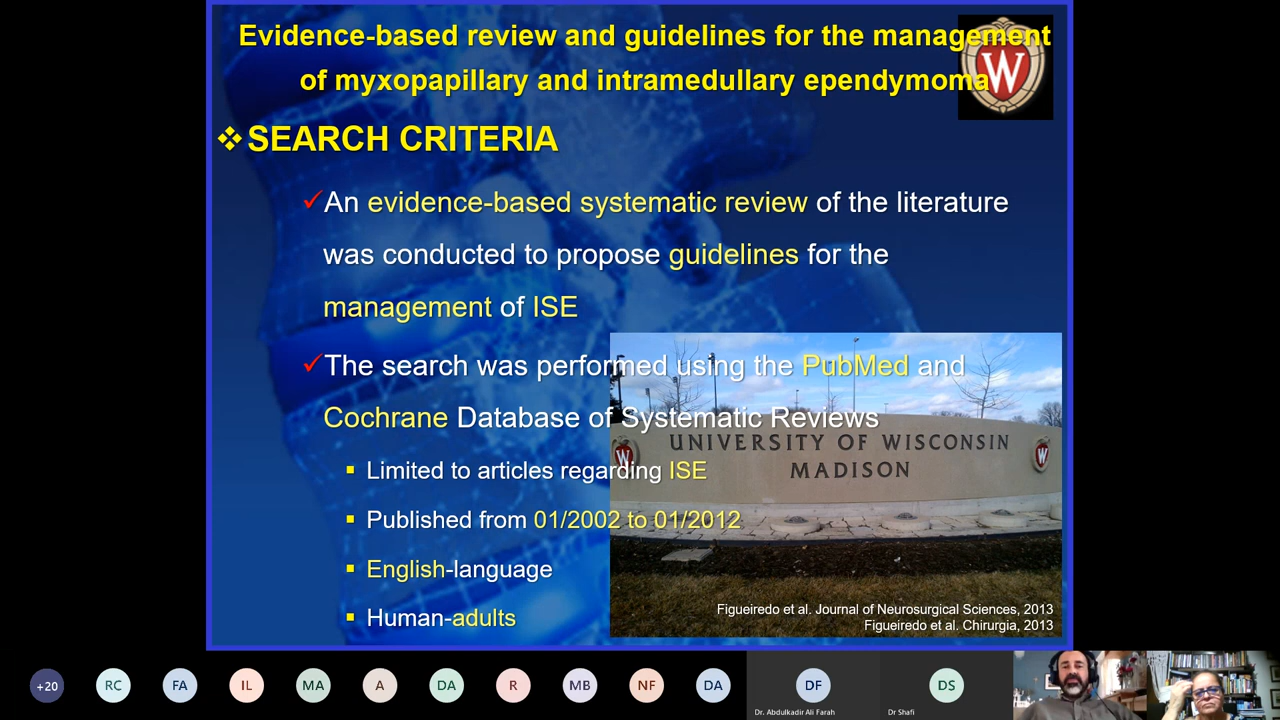 Evidence-based review and guidelines for the management
of myxopapillary and intramedullary ependymoma
W
❖SEARCH CRITERIA
✓An evidence-based systematic review of the literature
was conducted to propose guidelines for the
management of ISE
✓The search was performed using the PubMed and
Cochrane Database of Systematic Reviews
▪ Limited to articles regarding ISE
▪ Published from 01/2002 to 01/2012
▪ English-language
▪ Human-adults
UNIVERSITY OF WISCONSIN
MADISON
W
W
Figueiredo et al. Journal of Neurosurgical Sciences, 2013
Figueiredo et al. Chirurgia, 2013
+20 RC FA IL MA A DA R MB NF DA DF DS
Dr. Abdulkadir Ali Farah
Dr Shafi